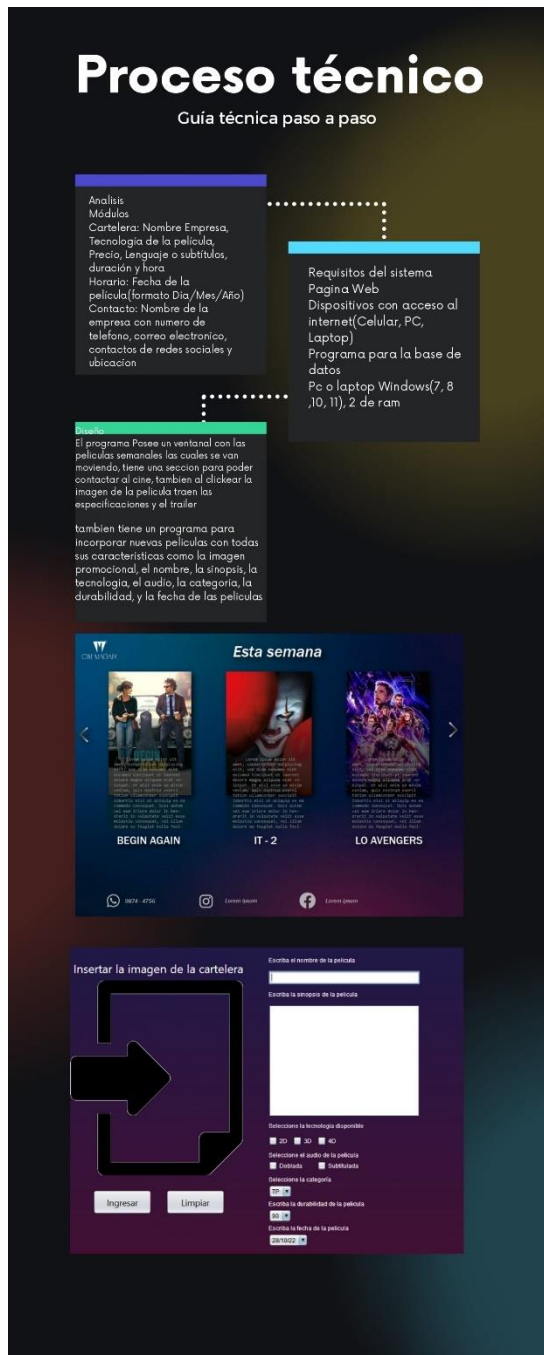 Proceso técnico
Guía técnica paso a paso
Analisis
Módulos
Cartelera: Nombre Empresa,
Tecnología de la película,
Precio, Lenguaje o subtítulos,
duración y hora
Horario: Fecha de la
película(formato Dia/Mes/Año)
Contacto: Nombre de la
empresa con numero de
telefono, correo electronico,
contactos de redes sociales y
ubicacion
Requisitos del sistema
Pagina Web
Dispositivos con acceso al
internet(Celular, PC,
Laptop)
Programa para la base de
datos
Pc o laptop Windows(7, 8
,10, 11), 2 de ram
Diseño
El programa Posee un ventanal con las
peliculas semanales las cuales se van
moviendo, tiene una seccion para poder
contactar al cine, tambien al clickear la
imagen de la pelicula traen las
especificaciones y el trailer
tambien tiene un programa para
incorporar nuevas peliculas con todas
sus caracteristicas como la imagen
promocional, el nombre, la sinopsis, la
tecnologia, el audio, la categoria, la
durabilidad, y la fecha de las peliculas
Esta semana
BEGIN AGAIN
IT - 2
LO AVENGERS
0874 - 4756
Lorem ipsum
Lorem ipsum
Insertar la imagen de la cartelera
Ingresar
Limpiar
Escriba el nombre de la pelicula
Escriba la sinopsis de la pelicula
Seleccione la tecnologia disponible
2D 3D 4D
Seleccione el audio de la pelicula
Doblada Subtitulada
Seleccione la categoria
TP
Escriba la durabilidad de la pelicula
90
Escriba la fecha de la pelicula
28/10/22